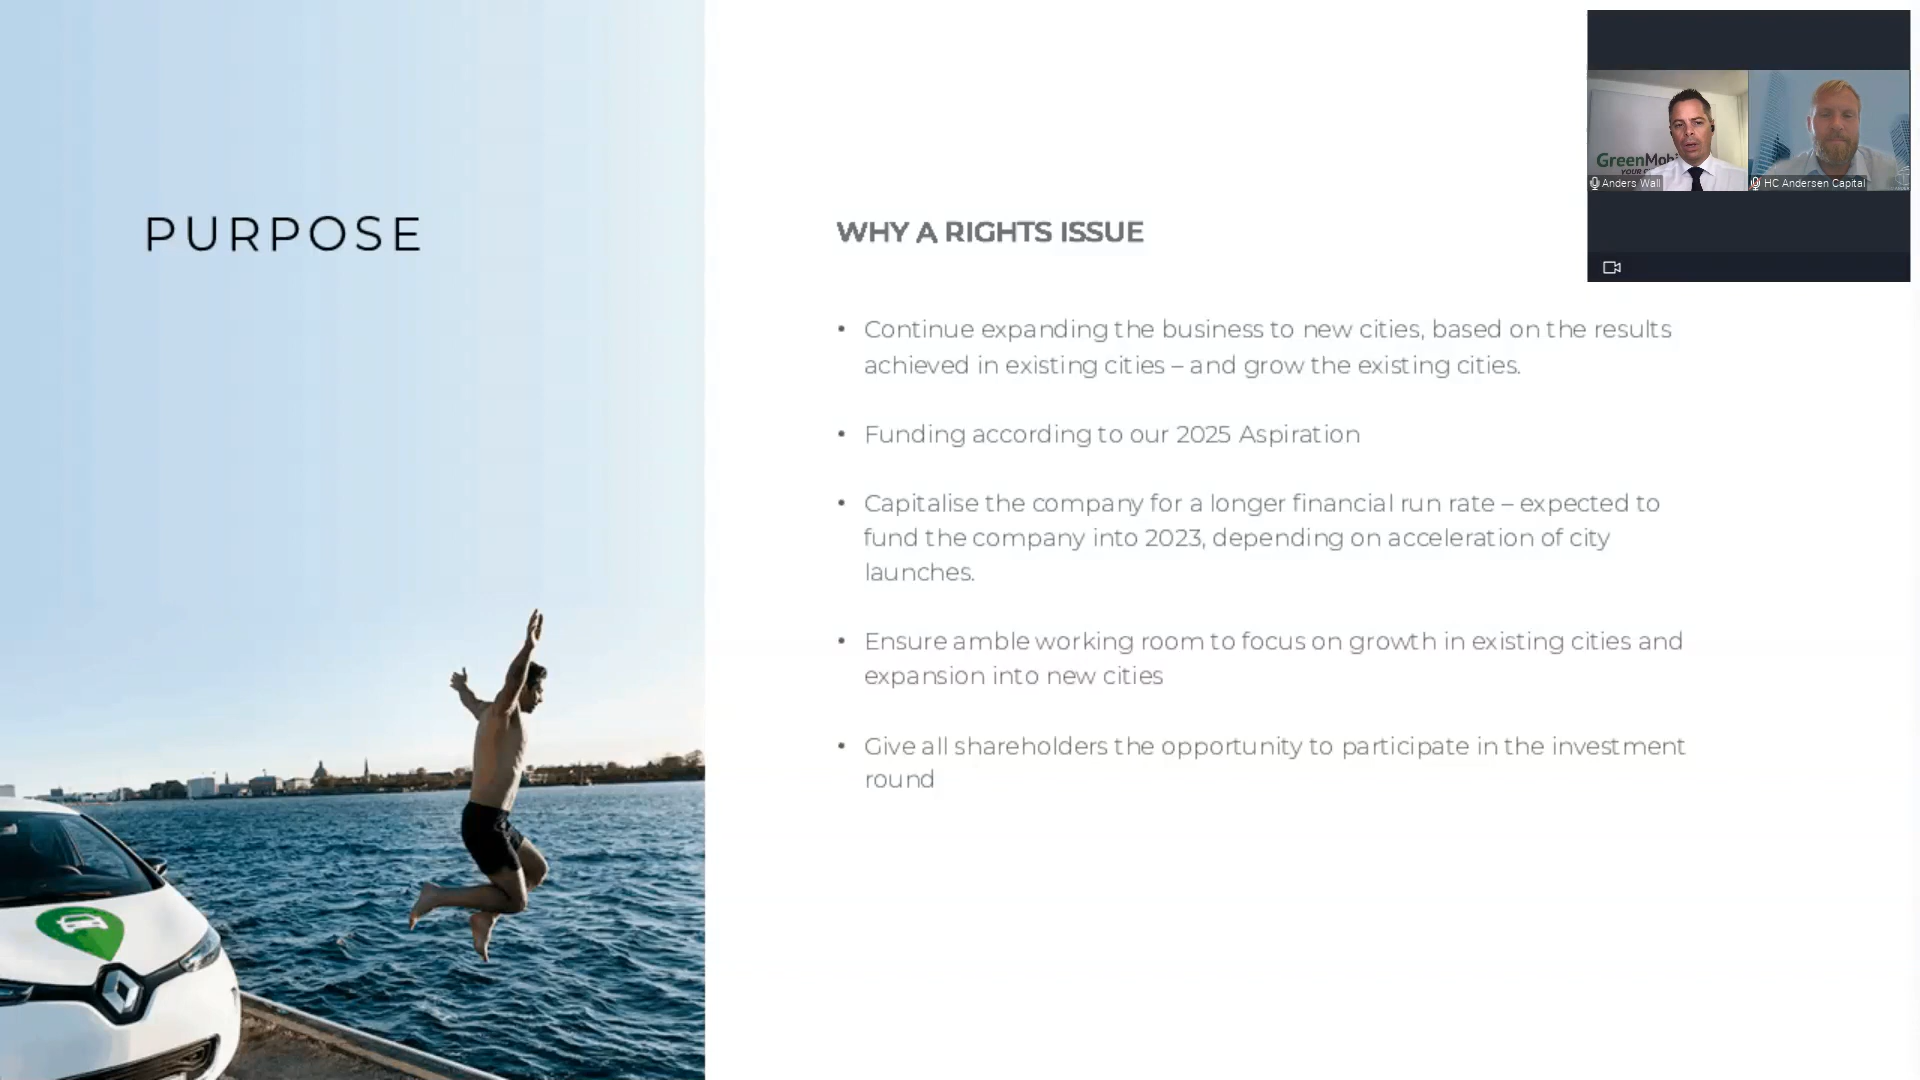 PURPOSE
WHY A RIGHTS ISSUE
• Continue expanding the business to new cities, based on the results
achieved in existing cities – and grow the existing cities.
• Funding according to our 2025 Aspiration
• Capitalise the company for a longer financial run rate – expected to
fund the company into 2023, depending on acceleration of city
launches.
• Ensure amble working room to focus on growth in existing cities and
expansion into new cities
• Give all shareholders the opportunity to participate in the investment
round
GreenMobi
YOUR
Anders Wall
HC Andersen Capital